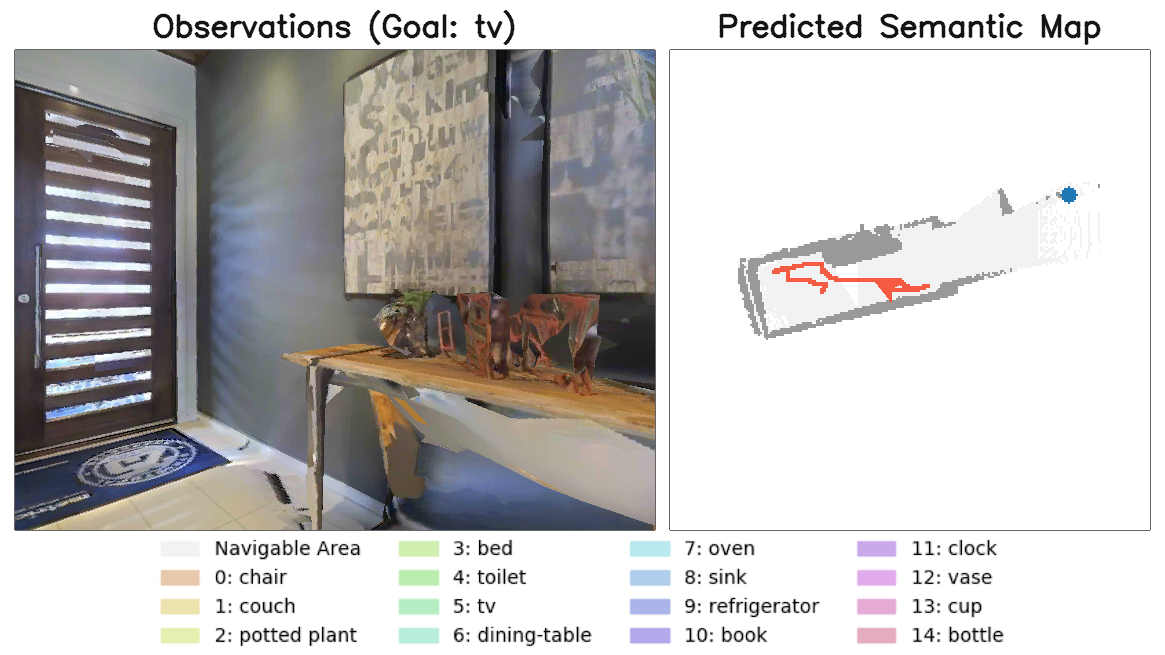 Observations (Goal: tv)
Predicted Semantic Map
Navigable Area
0: chair
1: couch
2: potted plant
3: bed
4: toilet
5: tv
6: dining-table
7: oven
8: sink
9: refrigerator
10: book
11: clock
12: vase
13: cup
14: bottle